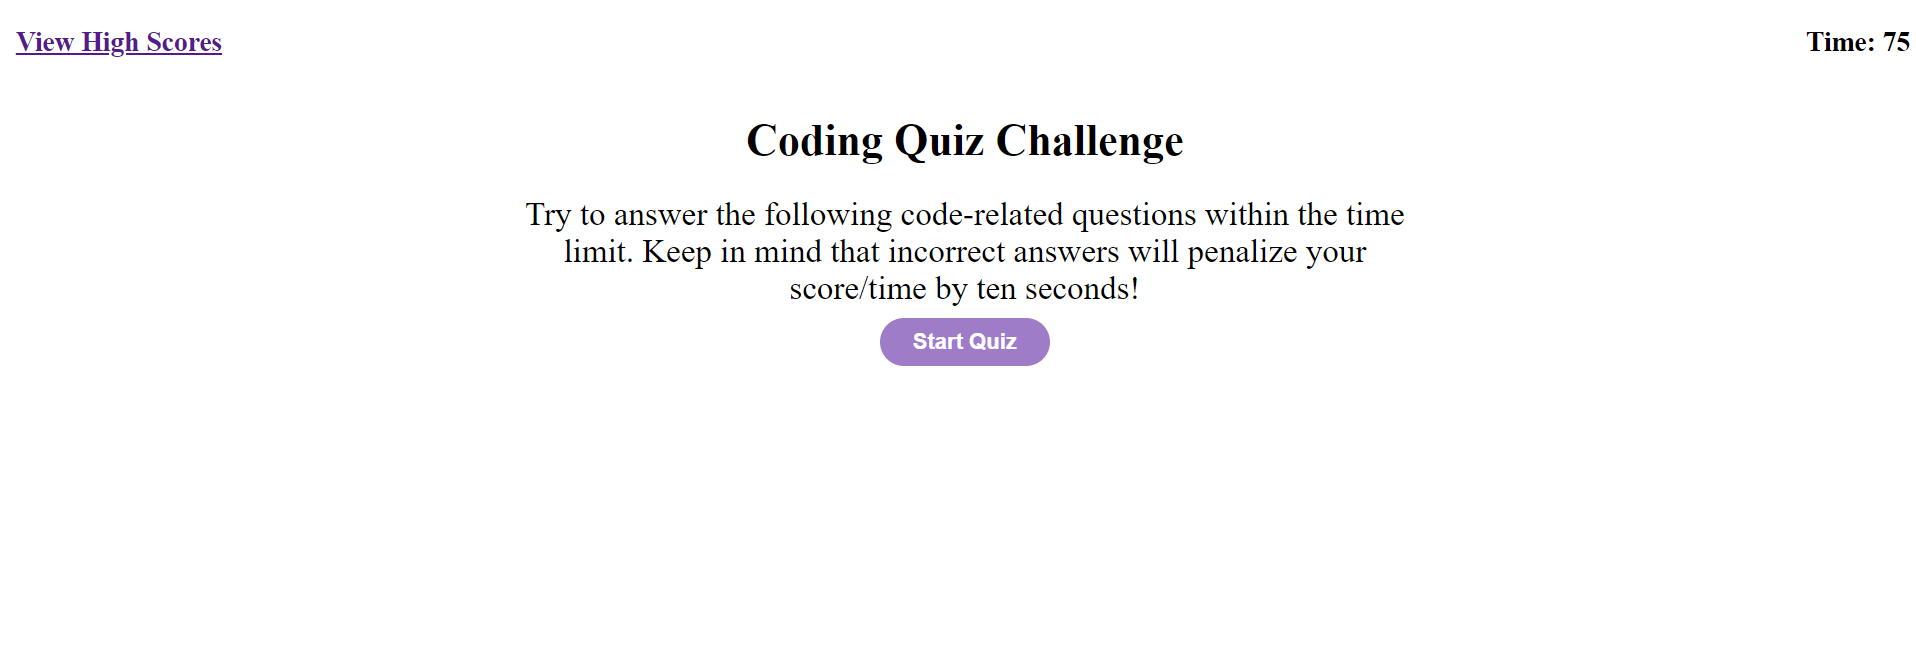 View High Scores
Time: 75
Coding Quiz Challenge
Try to answer the following code-related questions within the time
limit. Keep in mind that incorrect answers will penalize your
score/time by ten seconds!
Start Quiz